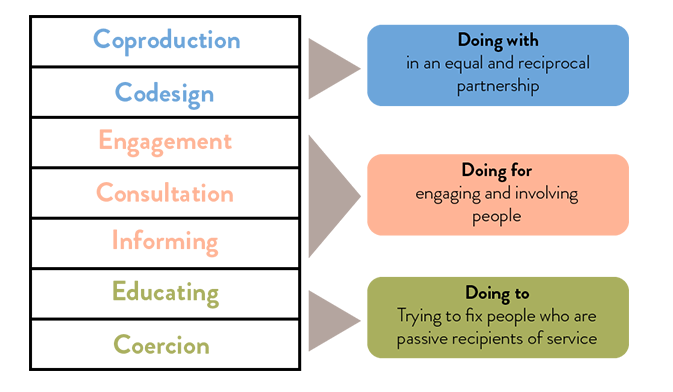 Coproduction
Codesign
Engagement
Consultation
Informing
Educating
Coercion
Doing with
in an equal and reciprocal
partnership
Doing for
engaging and involving
people
Doing to
Trying to fix people who are
passive recipients of service